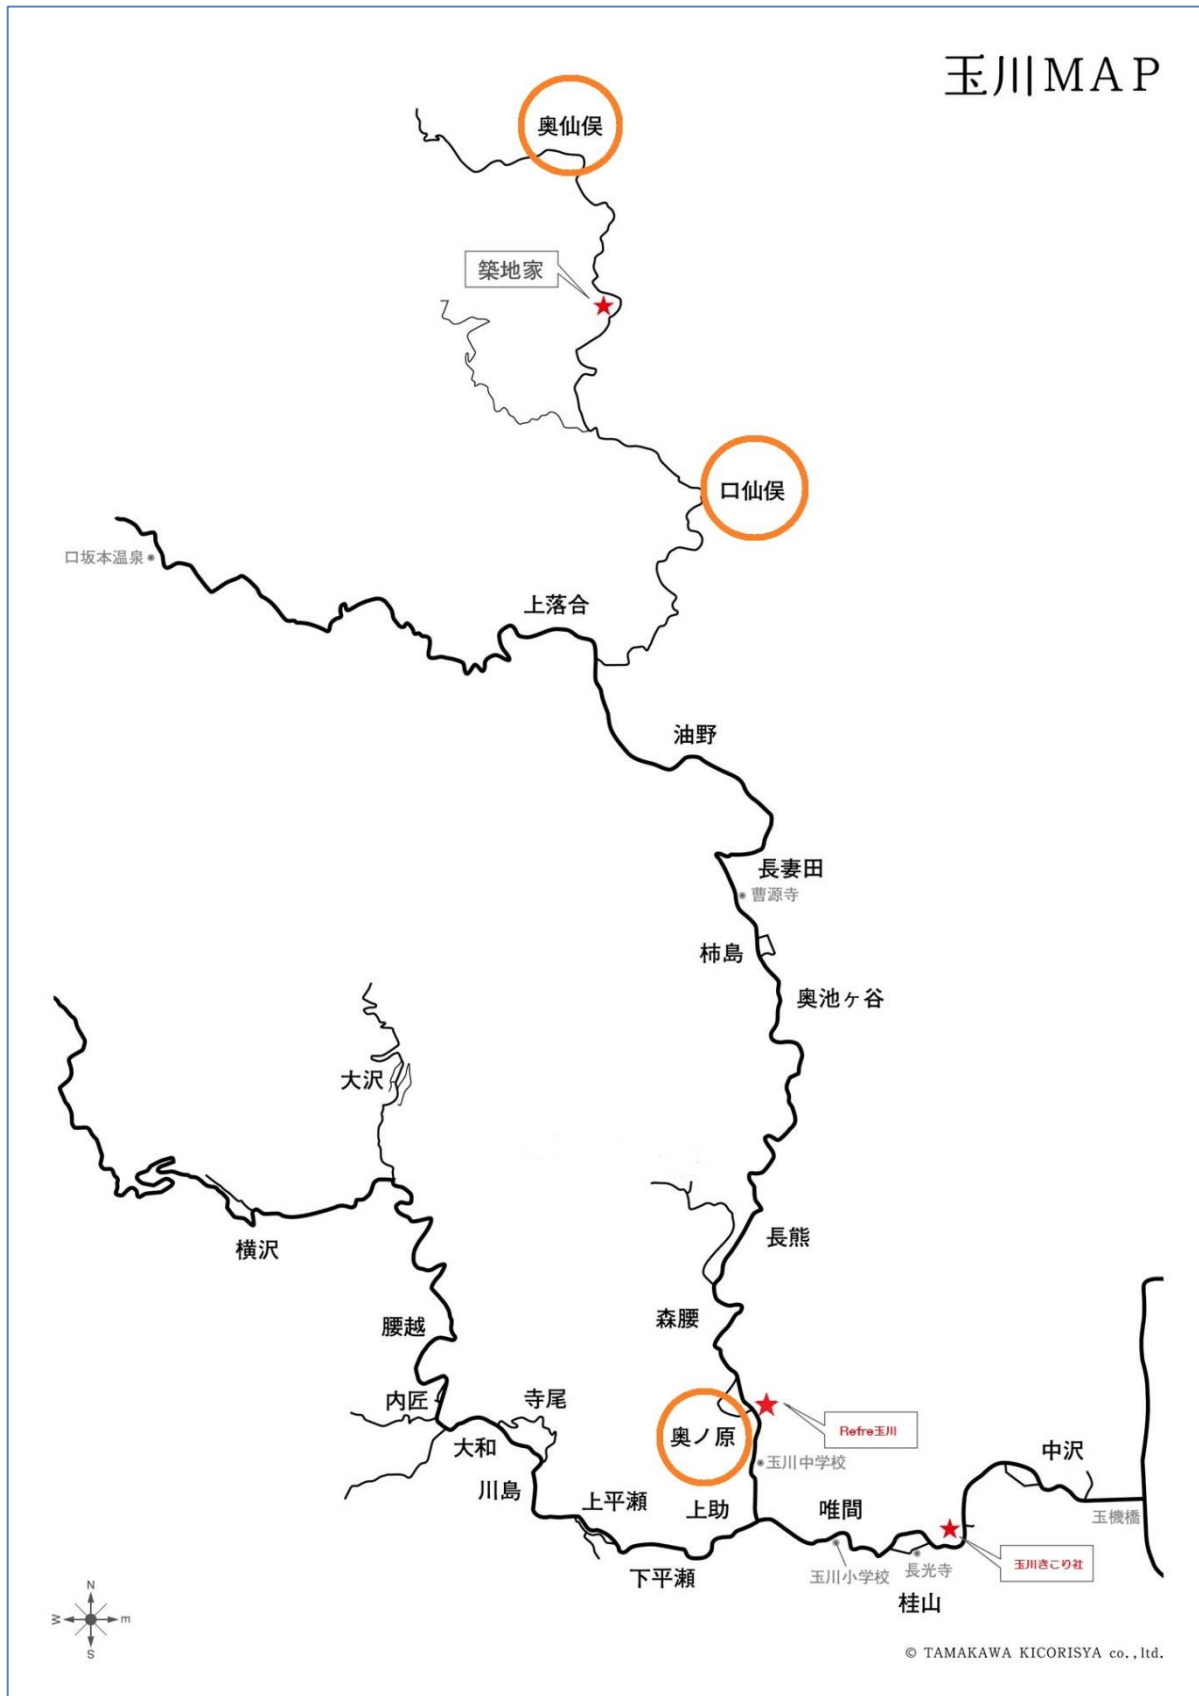 玉川MAP
奥仙俣
築地家
口仙俣
口坂本温泉
上落合
油野
長妻田
曹源寺
柿島
奥池ヶ谷
大沢
長熊
横沢
森腰
腰越
内匠
寺尾
Refre玉川
奥ノ原
大和
中沢
玉川中学校
川島
上平瀬
上助
唯間
玉機橋
玉川きこり社
下平瀬
玉川小学校
長光寺
桂山
N
W
E
S
© TAMAKAWA KICORISYA co.,ltd.